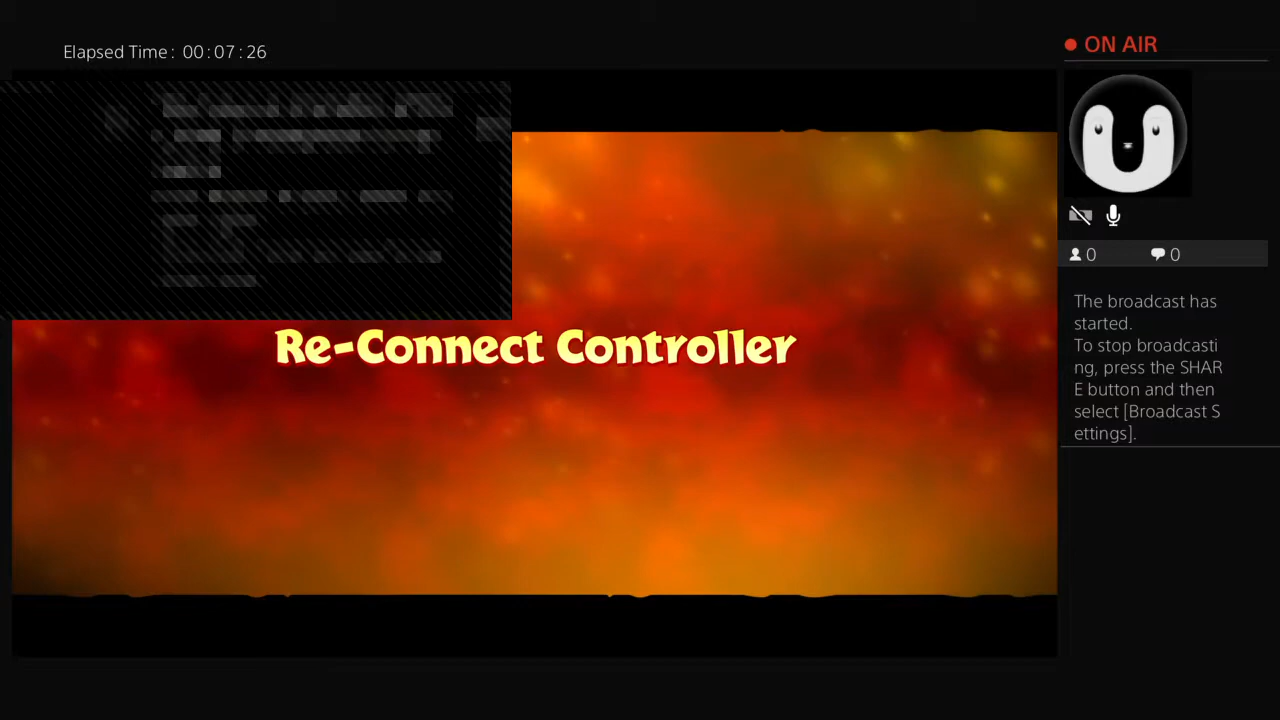 Elapsed Time: 00:07:26
ON AIR
0 0
Re-Connect Controller
The broadcast has
started.
To stop broadcasti
ng, press the SHAR
E button and then
select [Broadcast S
ettings].